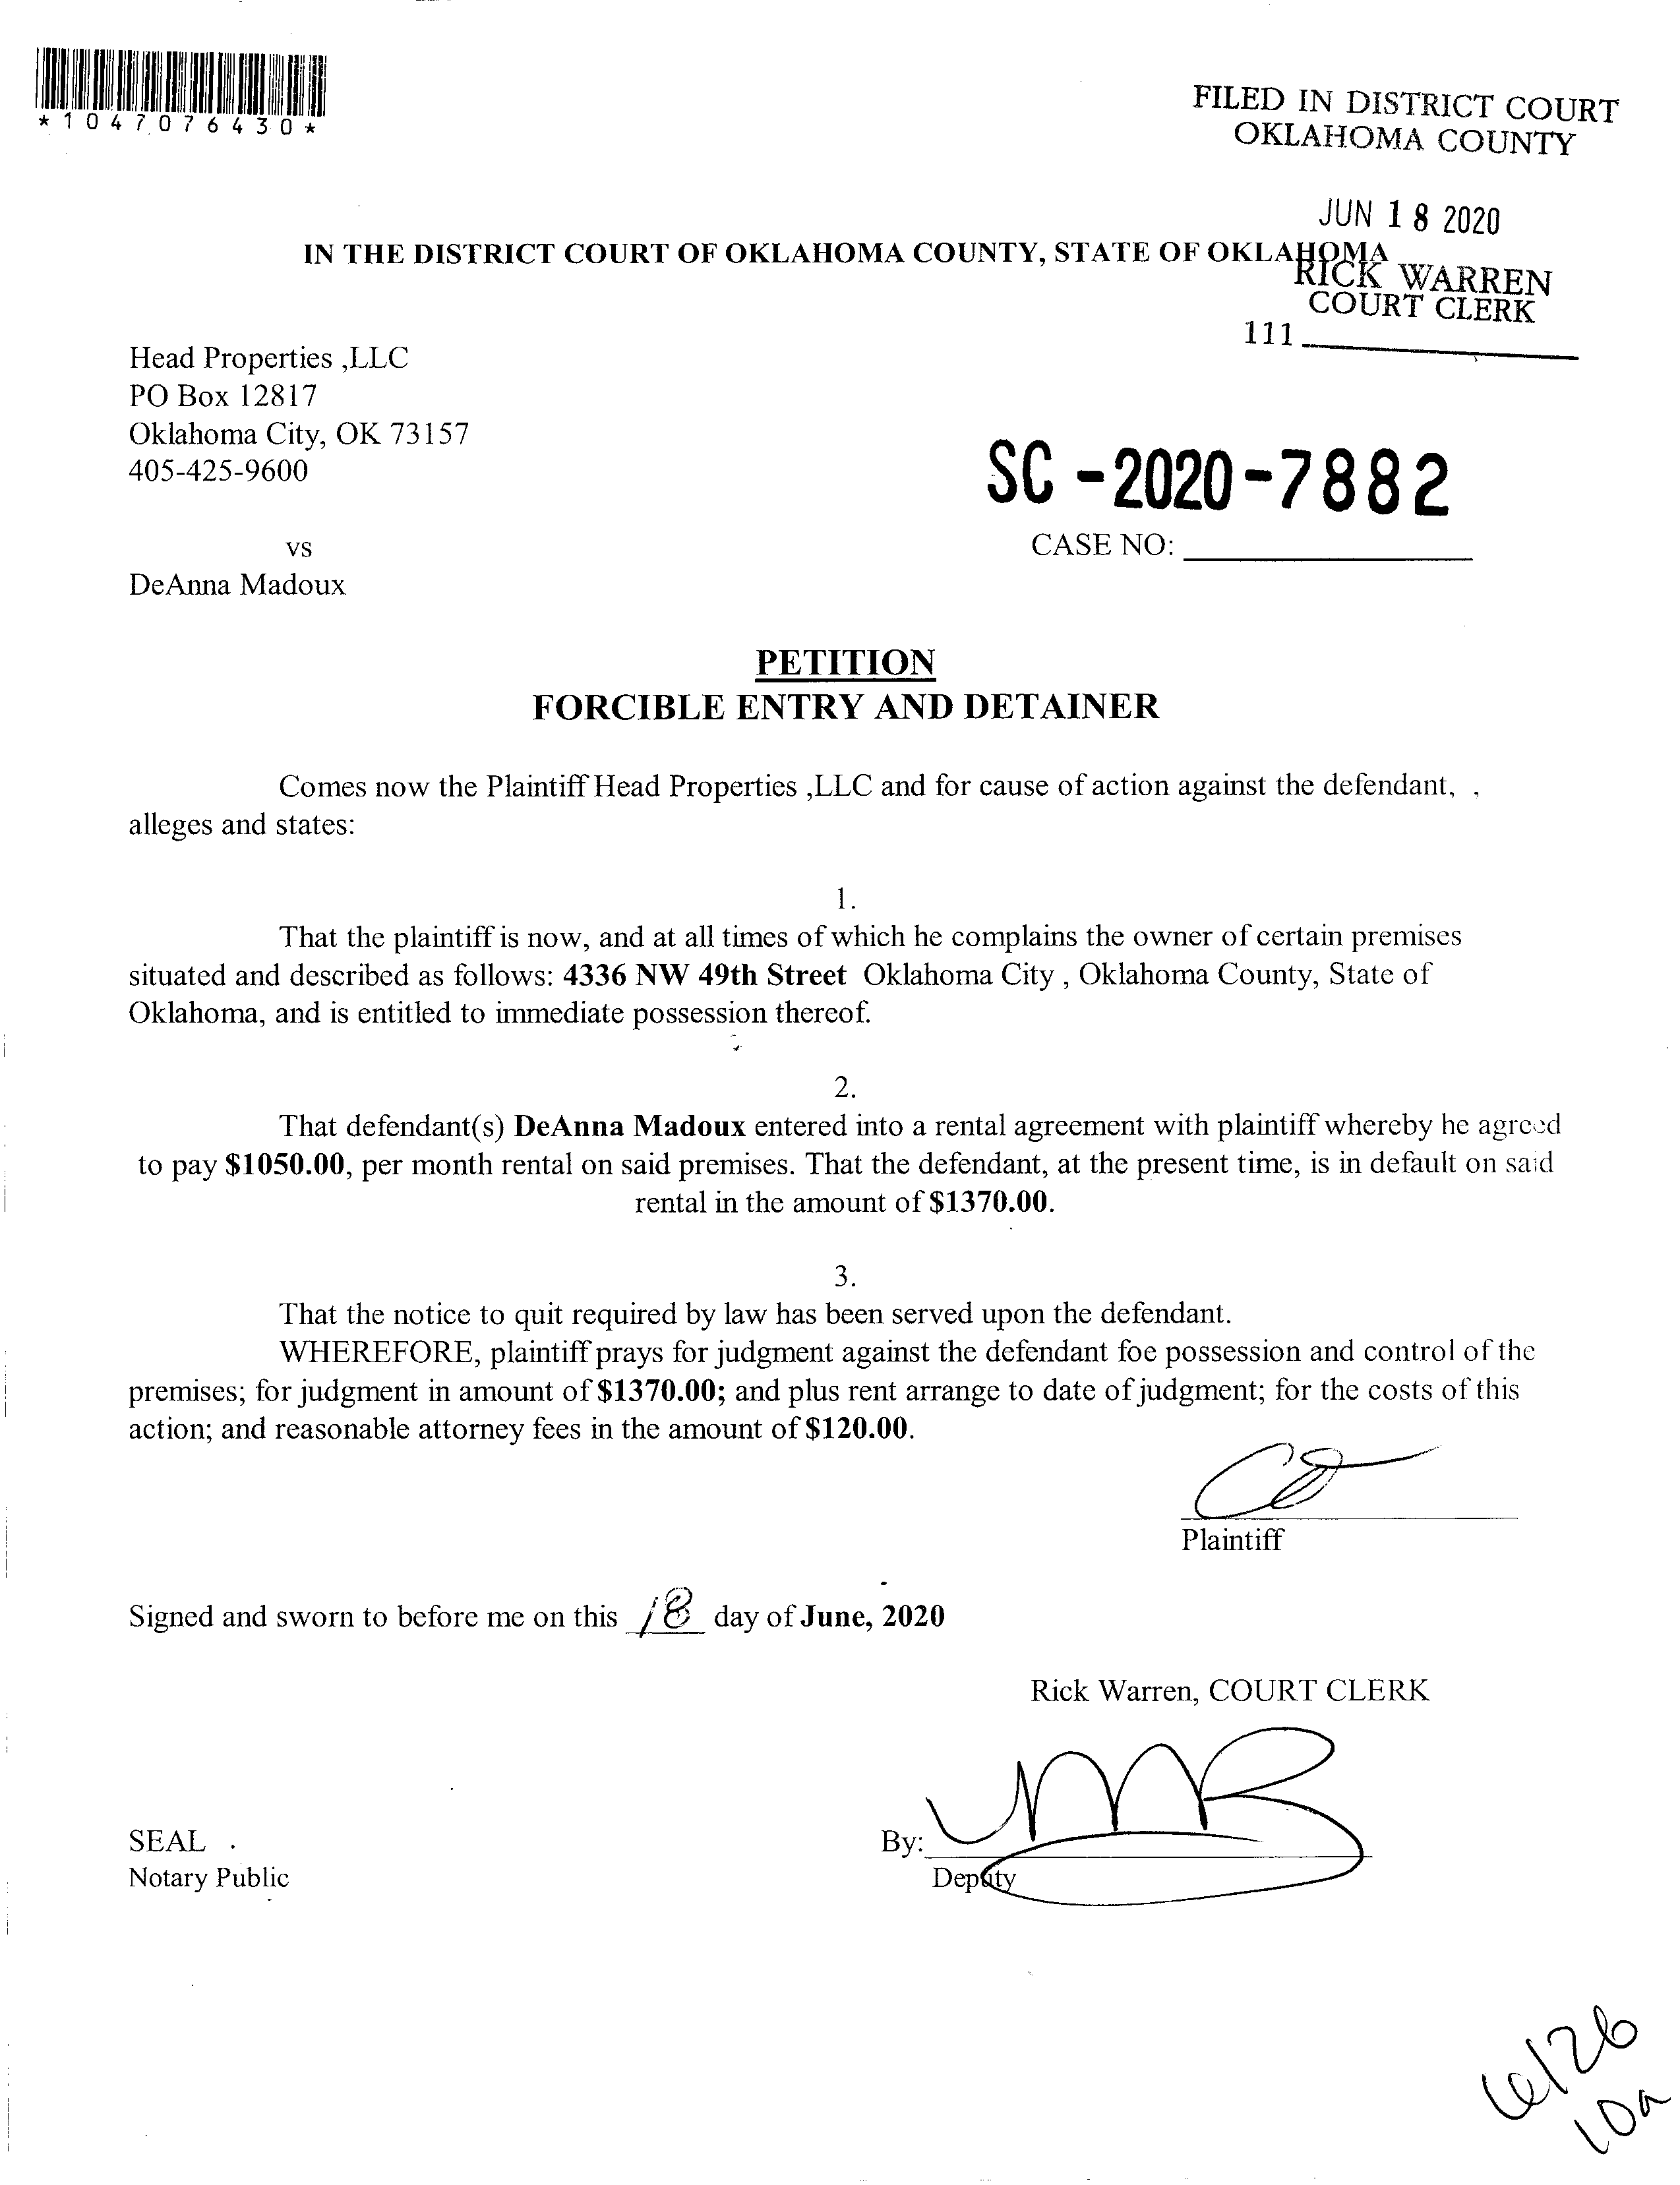 *1047076430*
FILED IN DISTRICT COURT
OKLAHOMA COUNTY
JUN 18 2020
IN THE DISTRICT COURT OF OKLAHOMA COUNTY, STATE OF OKLAHOMA
RICK WARREN
COURT CLERK
111
Head Properties ,LLC
PO Box 12817
Oklahoma City, OK 73157
405-425-9600
SC-2020-7882
vs
CASE NO:
DeAnna Madoux
PETITION
FORCIBLE ENTRY AND DETAINER
Comes now the Plaintiff Head Properties ,LLC and for cause of action against the defendant, ,
alleges and states:
1.
That the plaintiff is now, and at all times of which he complains the owner of certain premises
situated and described as follows: 4336 NW 49th Street Oklahoma City , Oklahoma County, State of
Oklahoma, and is entitled to immediate possession thereof.
2.
That defendant(s) DeAnna Madoux entered into a rental agreement with plaintiff whereby he agreed
to pay $1050.00, per month rental on said premises. That the defendant, at the present time, is in default on said
rental in the amount of $1370.00.
3.
That the notice to quit required by law has been served upon the defendant.
WHEREFORE, plaintiff prays for judgment against the defendant foe possession and control of the
premises; for judgment in amount of $1370.00; and plus rent arrange to date of judgment; for the costs of this
action; and reasonable attorney fees in the amount of $120.00.
Plaintiff
Signed and sworn to before me on this 18 day of June, 2020
Rick Warren, COURT CLERK
SEAL .
By:
Notary Public
Deputy
6/26
10a